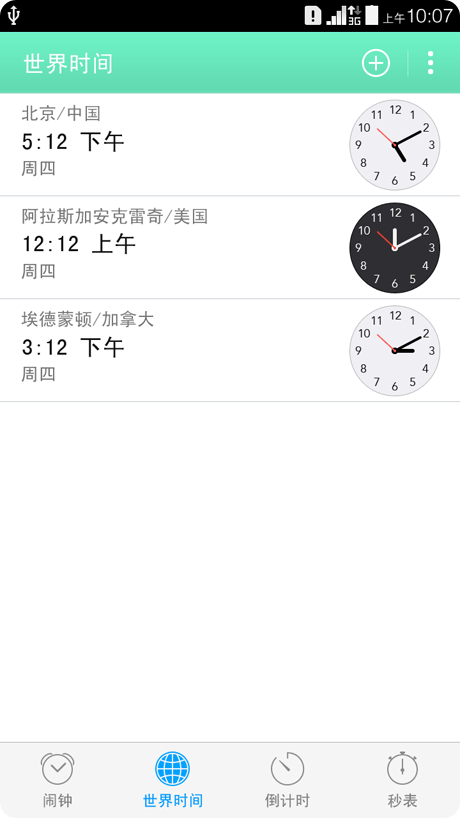 3G 上午10:07
世界时间
北京/中国
5:12 下午
周四
12 1 2 3 4 5 6 7 8 9 10 11
阿拉斯加安克雷奇/美国
12:12 上午
周四
12 1 2 3 4 5 6 7 8 9 10 11
埃德蒙顿/加拿大
3:12 下午
周四
12 1 2 3 4 5 6 7 8 9 10 11
闹钟 世界时间 倒计时 秒表